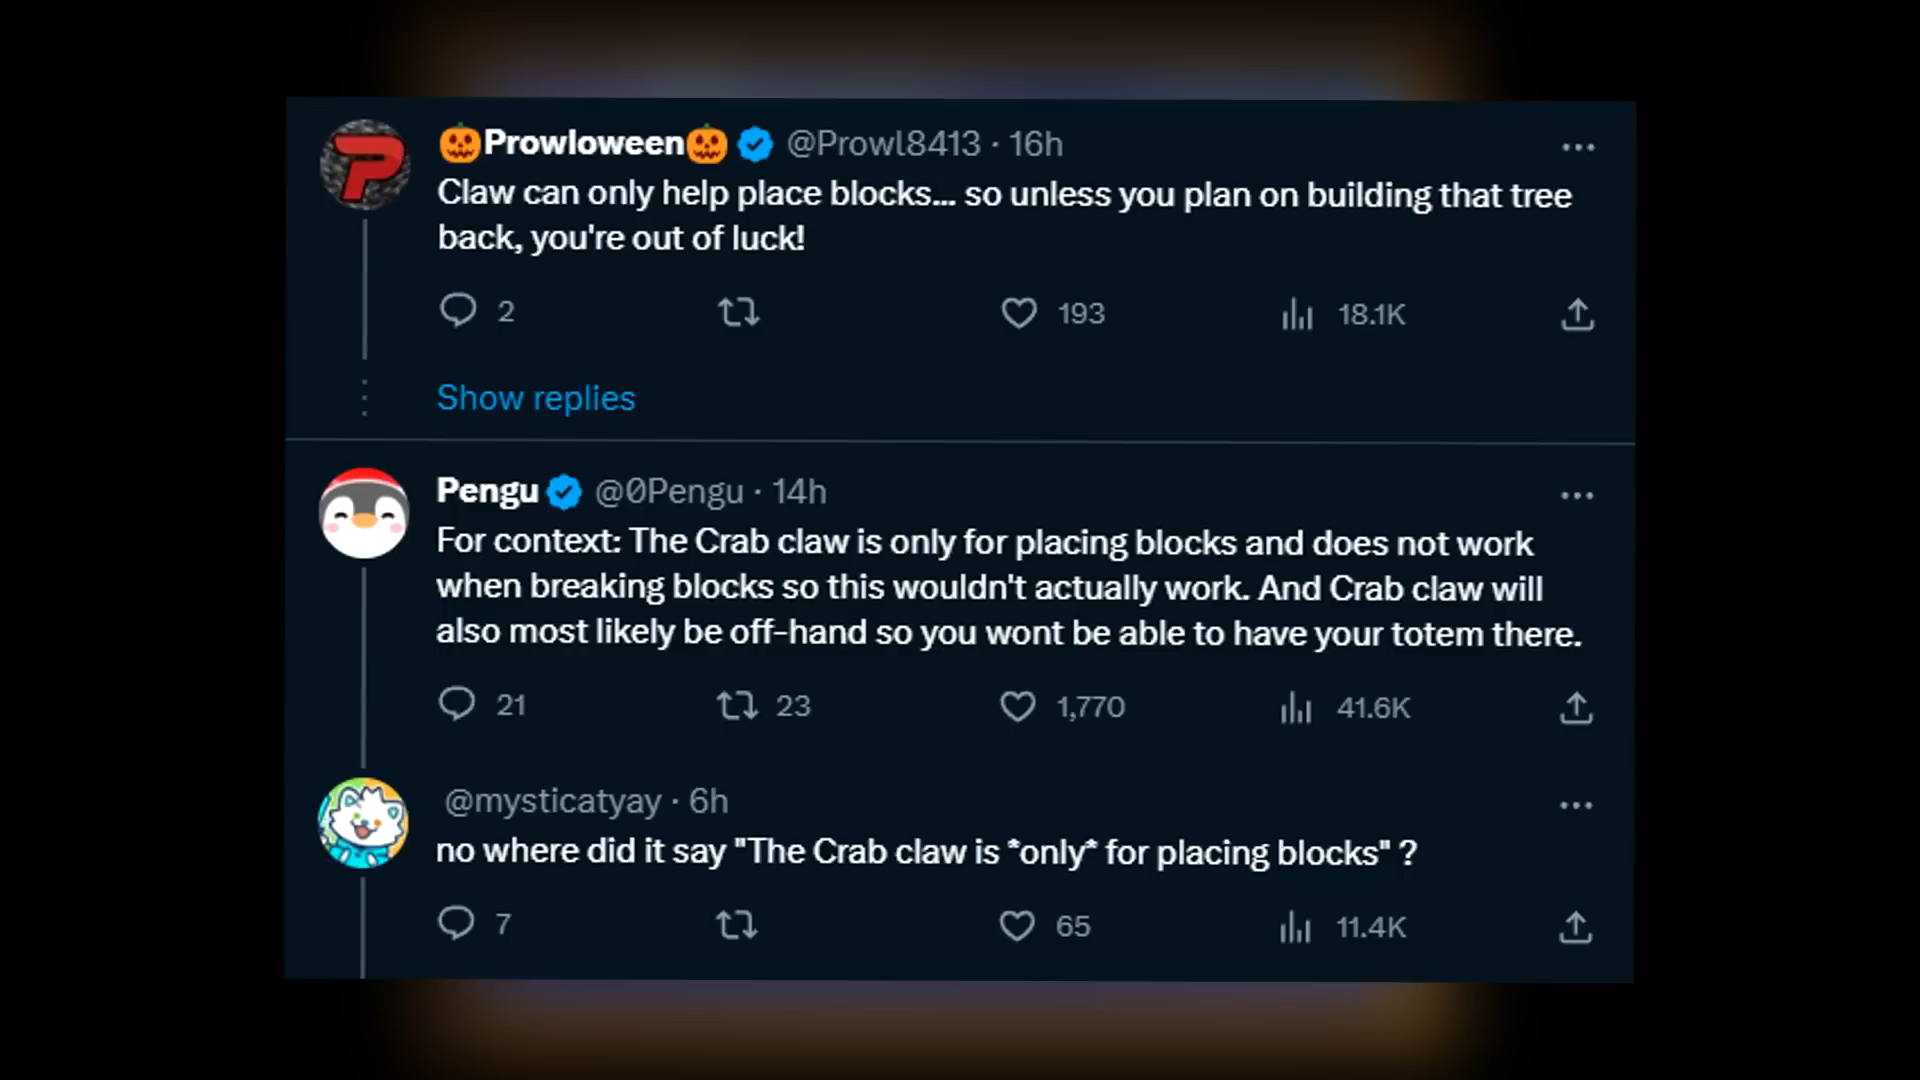 🎃Prowloween🎃 @Prowl8413 · 16h
Claw can only help place blocks... so unless you plan on building that tree
back, you're out of luck!
2 193 18.1K
Show replies
Pengu @0Pengu · 14h
For context: The Crab claw is only for placing blocks and does not work
when breaking blocks so this wouldn't actually work. And Crab claw will
also most likely be off-hand so you wont be able to have your totem there.
21 23 1,770 41.6K
@mysticatyay · 6h
no where did it say "The Crab claw is *only* for placing blocks" ?
7 65 11.4K